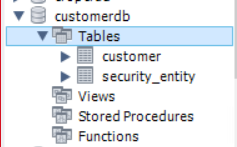 customerdb
Tables
customer
security_entity
Views
Stored Procedures
Functions